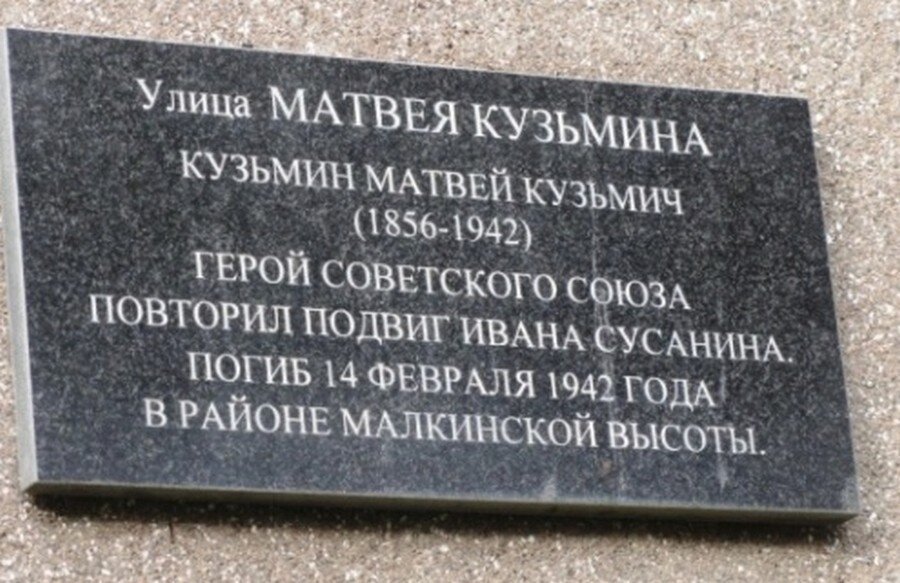 Улица МАТВЕЯ КУЗЬМИНА
КУЗЬМИН МАТВЕЙ КУЗЬМИЧ
(1856-1942)
ГЕРОЙ СОВЕТСКОГО СОЮЗА
ПОВТОРИЛ ПОДВИГ ИВАНА СУСАНИНА.
ПОГИБ 14 ФЕВРАЛЯ 1942 ГОДА
В РАЙОНЕ МАЛКИНСКОЙ ВЫСОТЫ.